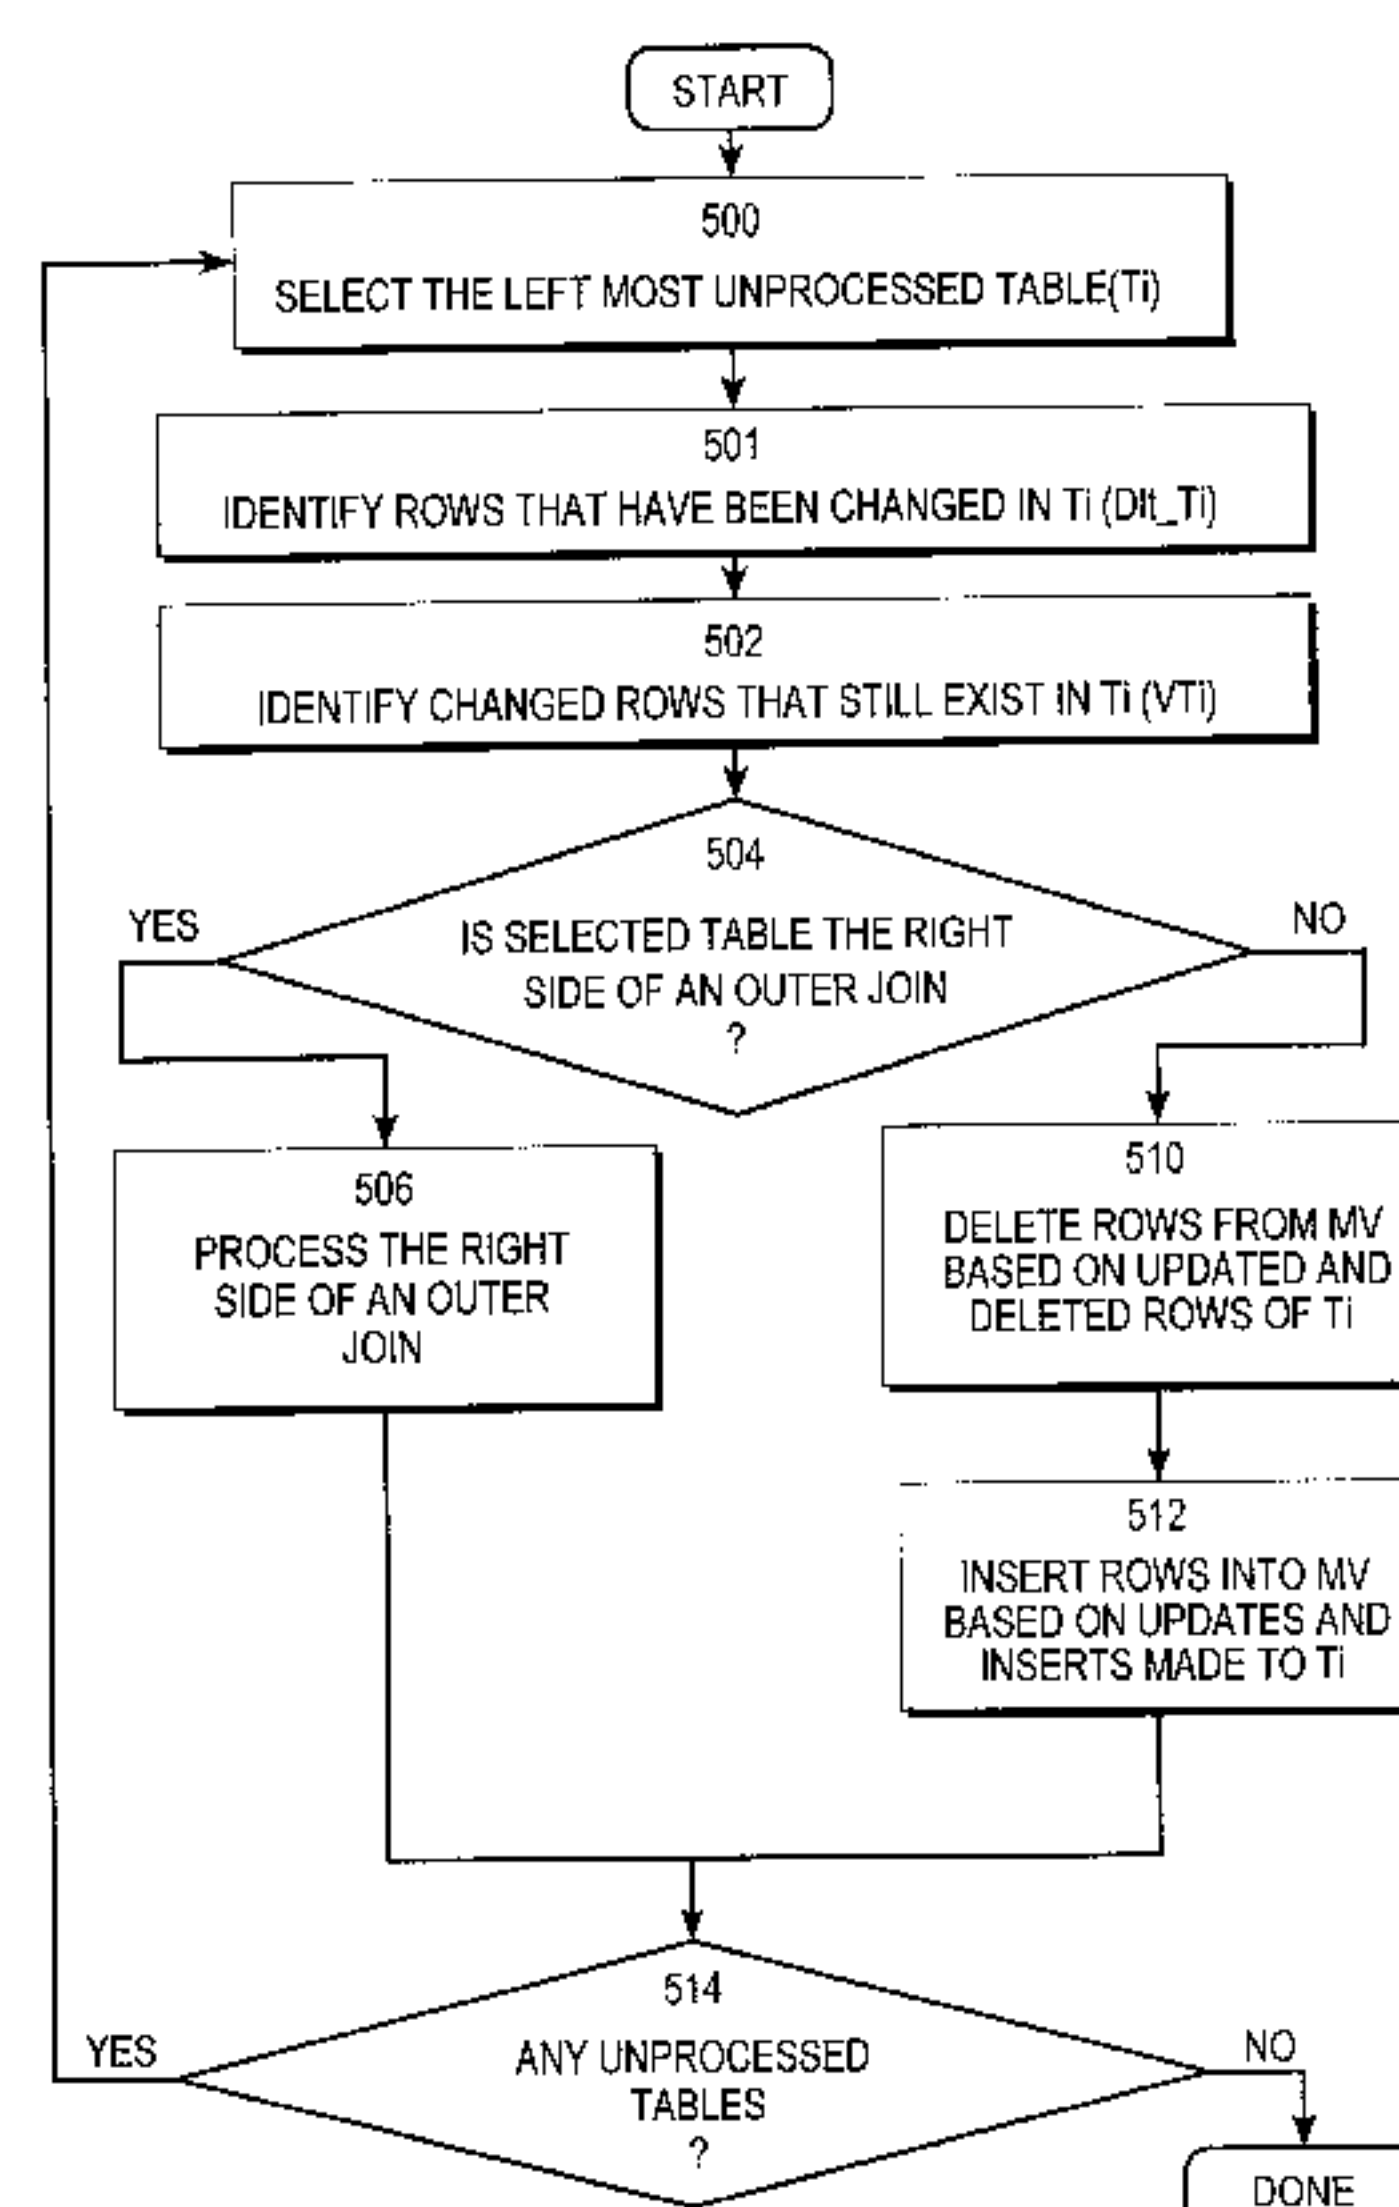 START
500
SELECT THE LEFT MOST UNPROCESSED TABLE(Ti)
501
IDENTIFY ROWS THAT HAVE BEEN CHANGED IN Ti (Dlt_Ti)
502
IDENTIFY CHANGED ROWS THAT STILL EXIST IN Ti (VTi)
504
YES
NO
IS SELECTED TABLE THE RIGHT
SIDE OF AN OUTER JOIN
?
506
PROCESS THE RIGHT
SIDE OF AN OUTER
JOIN
510
DELETE ROWS FROM MV
BASED ON UPDATED AND
DELETED ROWS OF Ti
512
INSERT ROWS INTO MV
BASED ON UPDATES AND
INSERTS MADE TO Ti
514
YES
NO
ANY UNPROCESSED
TABLES
?
DONE